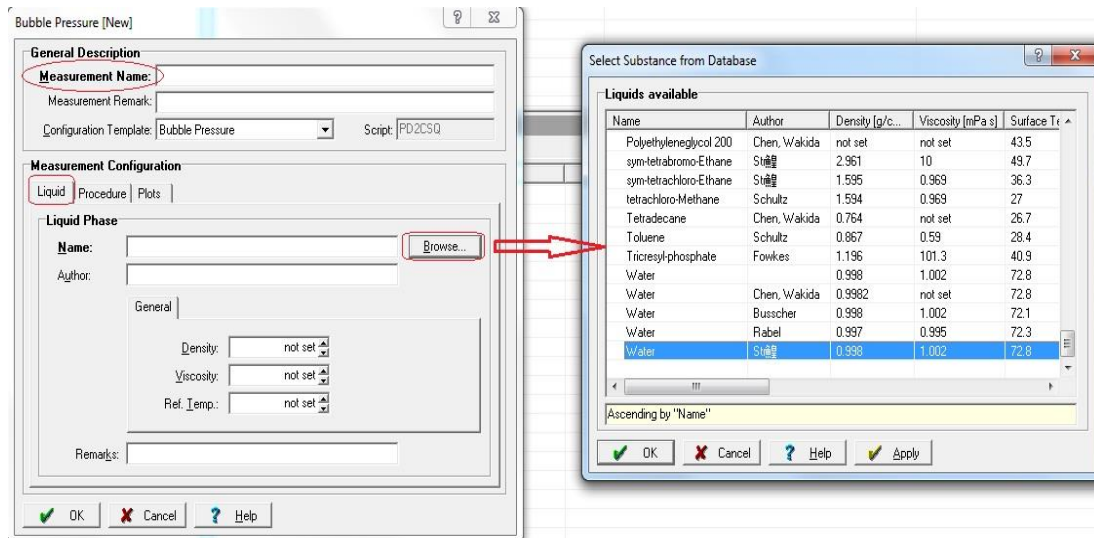 Bubble Pressure [New]
General Description
Measurement Name:
Measurement Remark:
Configuration Template: Bubble Pressure Script: PD2CSQ
Measurement Configuration
Liquid Procedure Plots
Liquid Phase
Name: Browse...
Author:
General
Density: not set
Viscosity: not set
Ref. Temp.: not set
Remarks:
OK Cancel Help
Select Substance from Database
Liquids available
Name Author Density [g/c... Viscosity [mPa s] Surface Te
Polyethyleneglycol 200 Chen, Wakida not set not set 43.5
sym-tetrabromo-Ethane 2.961 10 49.7
sym-tetrachloro-Ethane 1.595 0.969 36.3
tetrachloro-Methane Schultz 1.594 0.969 27
Tetradecane Chen, Wakida 0.764 not set 26.7
Toluene Schultz 0.867 0.59 28.4
Tricresyl-phosphate Fowkes 1.196 101.3 40.9
Water 0.998 1.002 72.8
Water Chen, Wakida 0.9982 not set 72.8
Water Busscher 0.998 1.002 72.1
Water Rabel 0.997 0.995 72.3
Water 0.998 1.002 72.8
Ascending by "Name"
OK Cancel Help Apply